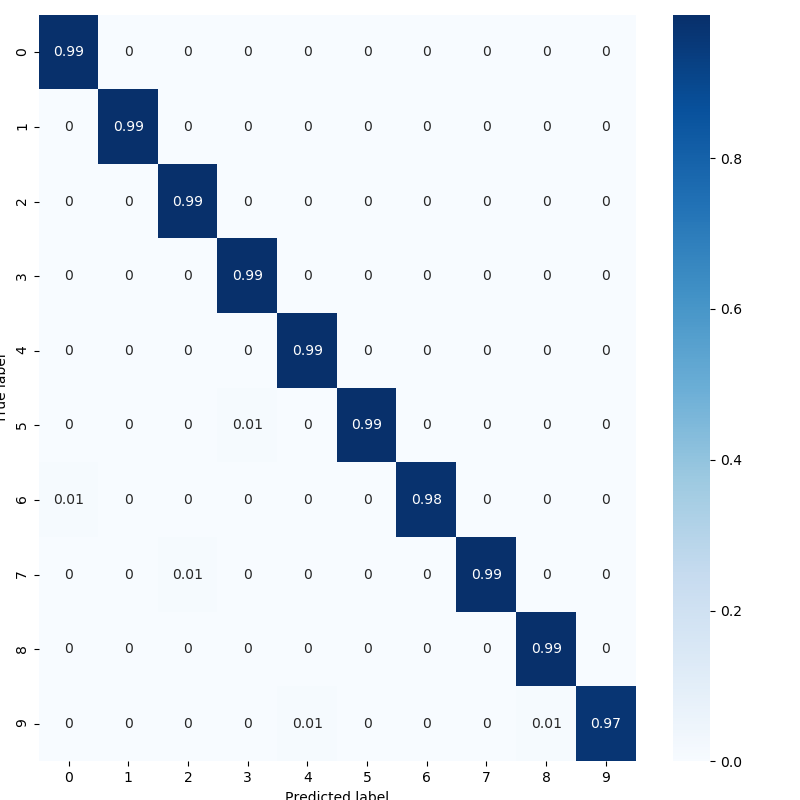 0 0.99 0 0 0 0 0 0 0 0 0
1 0 0.99 0 0 0 0 0 0 0 0
2 0 0 0.99 0 0 0 0 0 0 0
3 0 0 0 0.99 0 0 0 0 0 0
4 0 0 0 0 0.99 0 0 0 0 0
5 0 0 0 0.01 0 0.99 0 0 0 0
6 0.01 0 0 0 0 0 0.98 0 0 0
7 0 0 0.01 0 0 0 0 0.99 0 0
8 0 0 0 0 0 0 0 0 0.99 0
9 0 0 0 0 0.01 0 0 0 0.01 0.97
0 1 2 3 4 5 6 7 8 9
True label
Predicted label
0.8
0.6
0.4
0.2
0.0